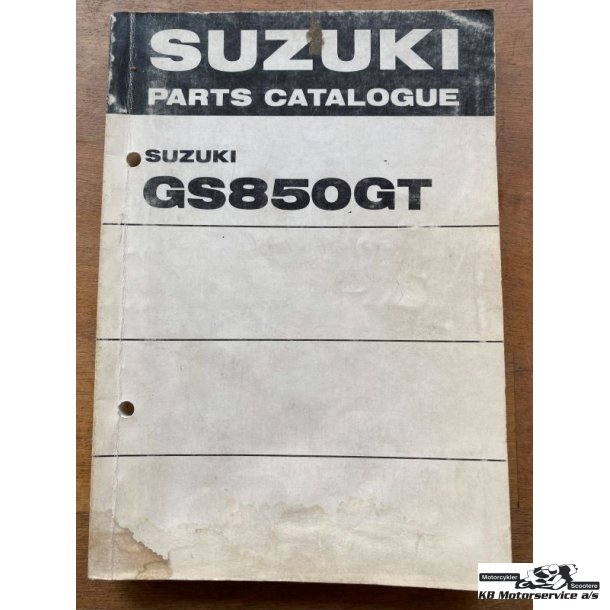 SUZUKI
PARTS CATALOGUE
SUZUKI
GS850GT
Motorcykler Scootere
KB Motorservice a/s